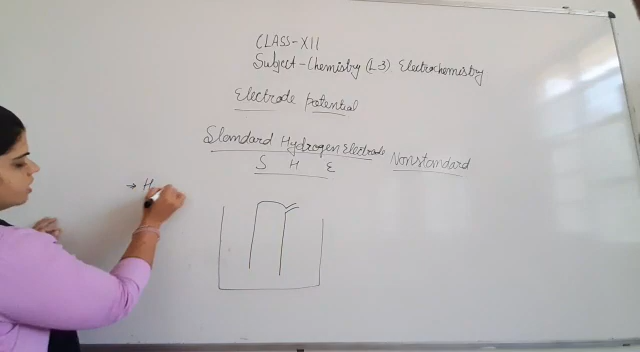 CLASS-XII
Subject-Chemistry (L-3) Electrochemistry
Electrode potential
Standard Hydrogen Electrode Nonstandard
S H E
→ H